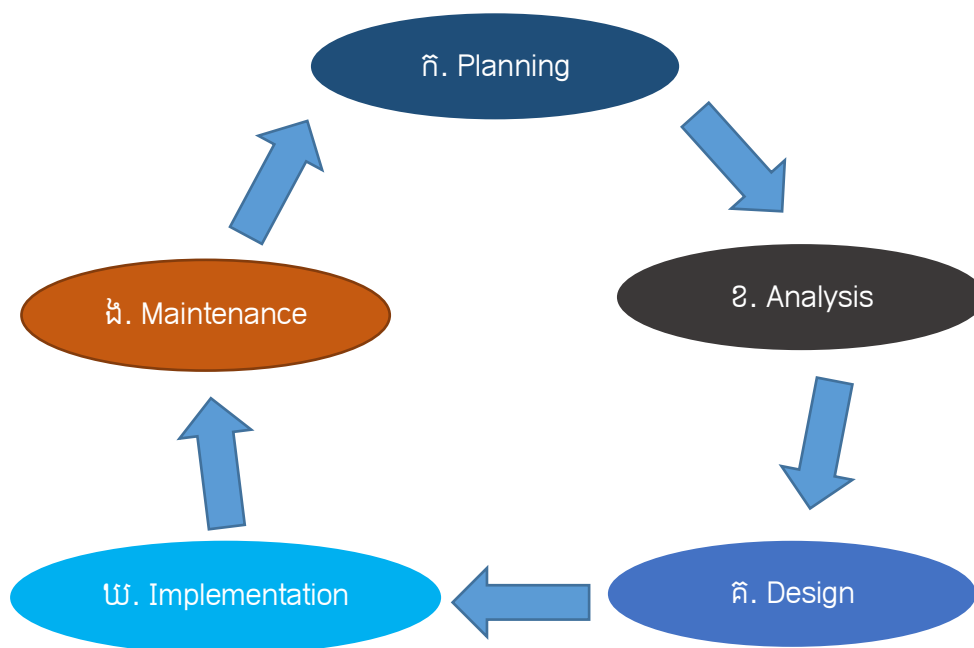 ក. Planning
ខ. Analysis
គ. Design
ឃ. Implementation
ង. Maintenance